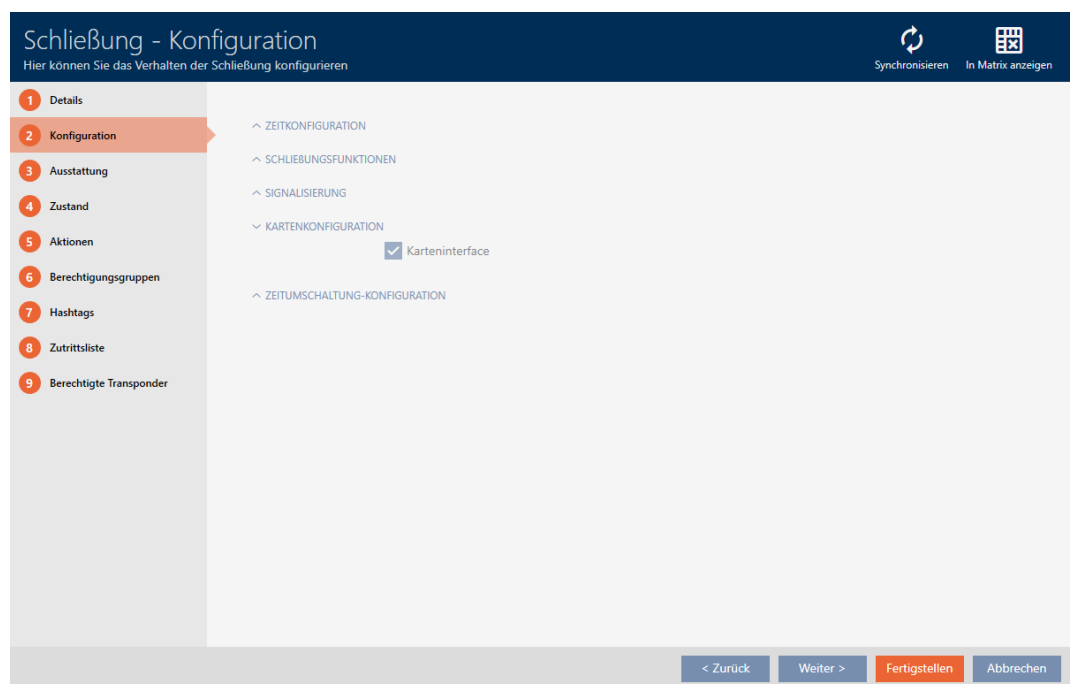 Schließung - Konfiguration
Hier können Sie das Verhalten der Schließung konfigurieren
Synchronisieren
In Matrix anzeigen
1 Details
2 Konfiguration
3 Ausstattung
4 Zustand
5 Aktionen
6 Berechtigungsgruppen
7 Hashtags
8 Zutrittsliste
9 Berechtigte Transponder
ZEITKONFIGURATION
SCHLIEßUNGSFUNKTIONEN
SIGNALISIERUNG
KARTENKONFIGURATION
Karteninterface
ZEITUMSCHALTUNG-KONFIGURATION
< Zurück
Weiter >
Fertigstellen
Abbrechen